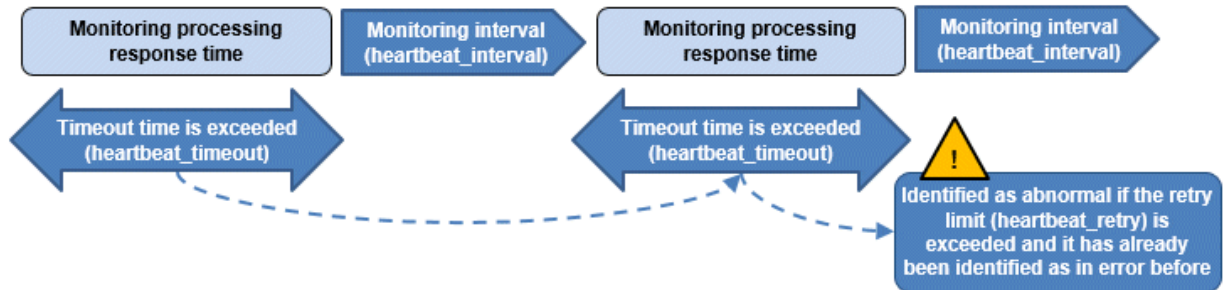 Monitoring processing
response time
Monitoring interval
(heartbeat_interval)
Monitoring processing
response time
Monitoring interval
(heartbeat_interval)
Timeout time is exceeded
(heartbeat_timeout)
Timeout time is exceeded
(heartbeat_timeout)
!
Identified as abnormal if the retry
limit (heartbeat_retry) is
exceeded and it has already
been identified as in error before